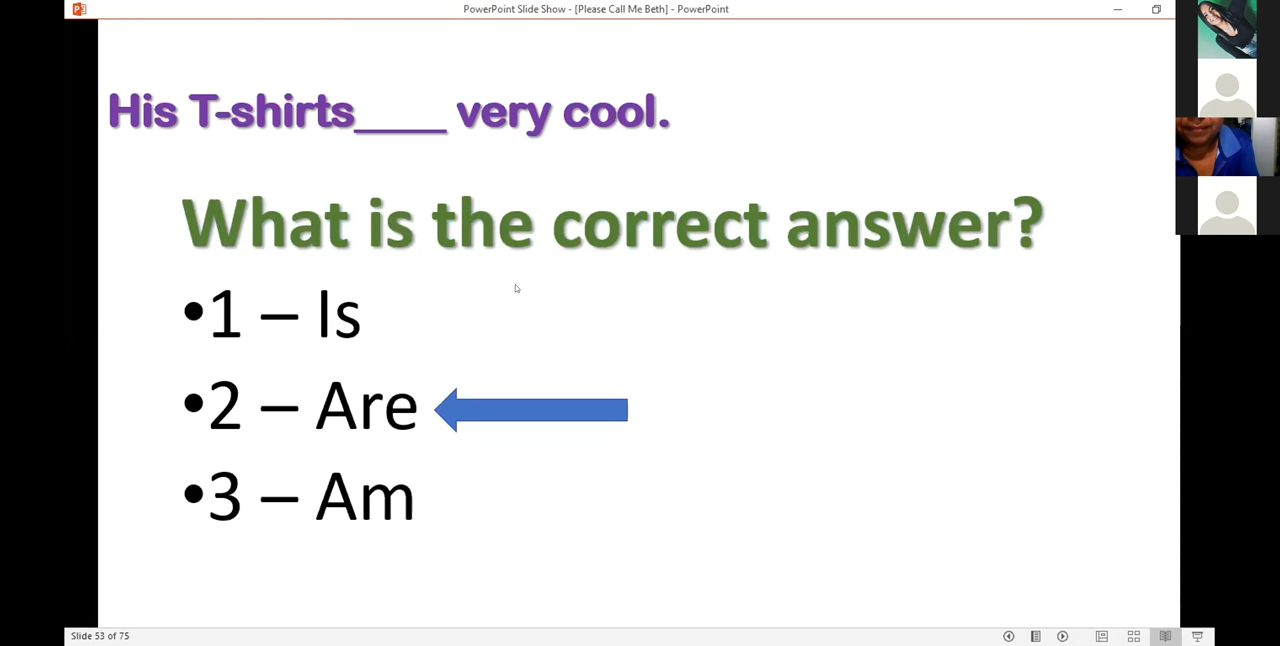 PowerPoint Slide Show - [Please Call Me Beth] - PowerPoint
His T-shirts____ very cool.
What is the correct answer?
•1 – Is
•2 – Are
•3 – Am
Slide 53 of 75